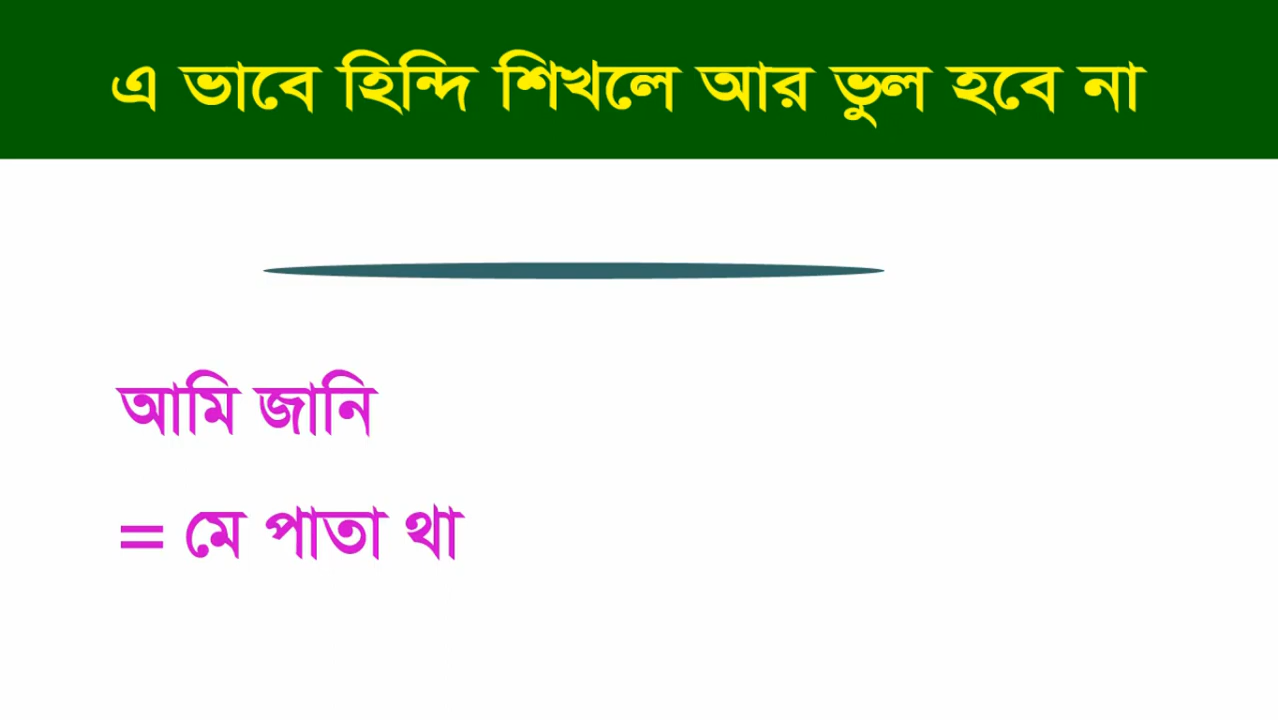 এ ভাবে হিন্দি শিখলে আর ভুল হবে না
আমি জানি
= মে পাতা থা